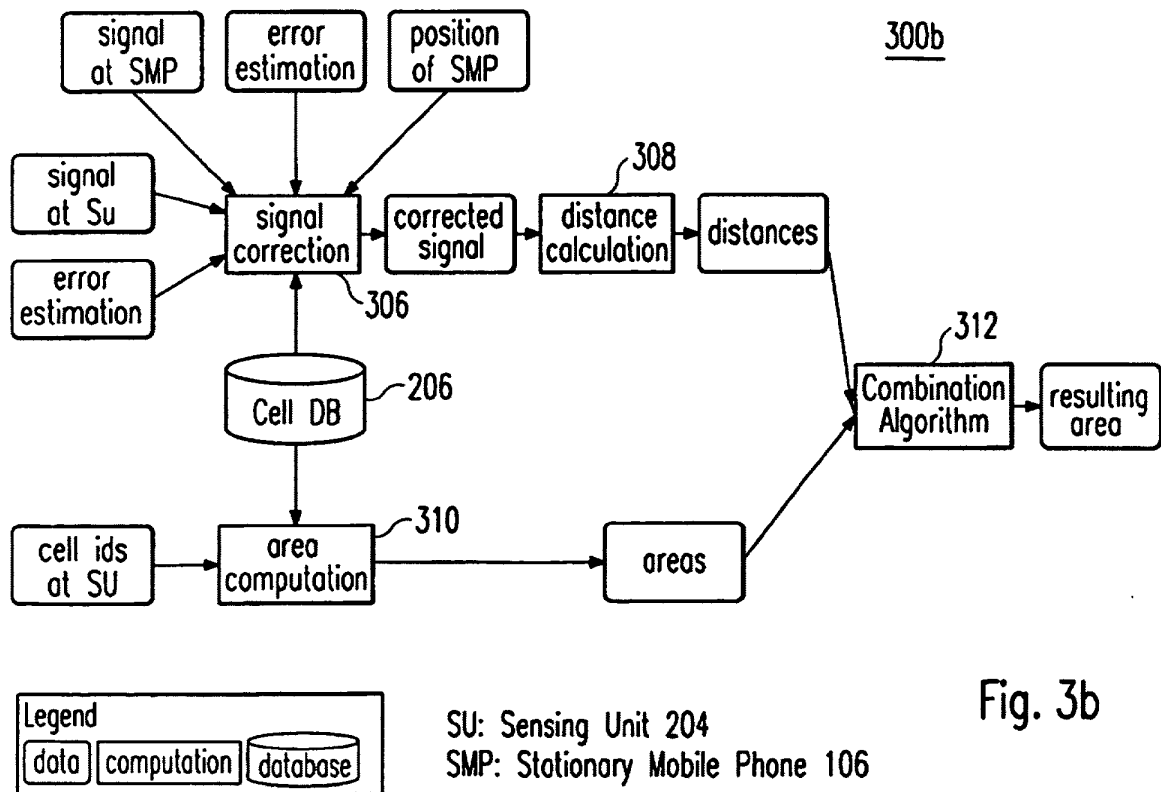 signal
at SMP
error
estimation
position
of SMP
300b
signal
at Su
error
estimation
signal
correction
306
corrected
signal
308
distance
calculation
distances
Cell DB
206
312
Combination
Algorithm
resulting
area
cell ids
at SU
310
area
computation
areas
Legend
data
computation
database
SU: Sensing Unit 204
SMP: Stationary Mobile Phone 106
Fig. 3b